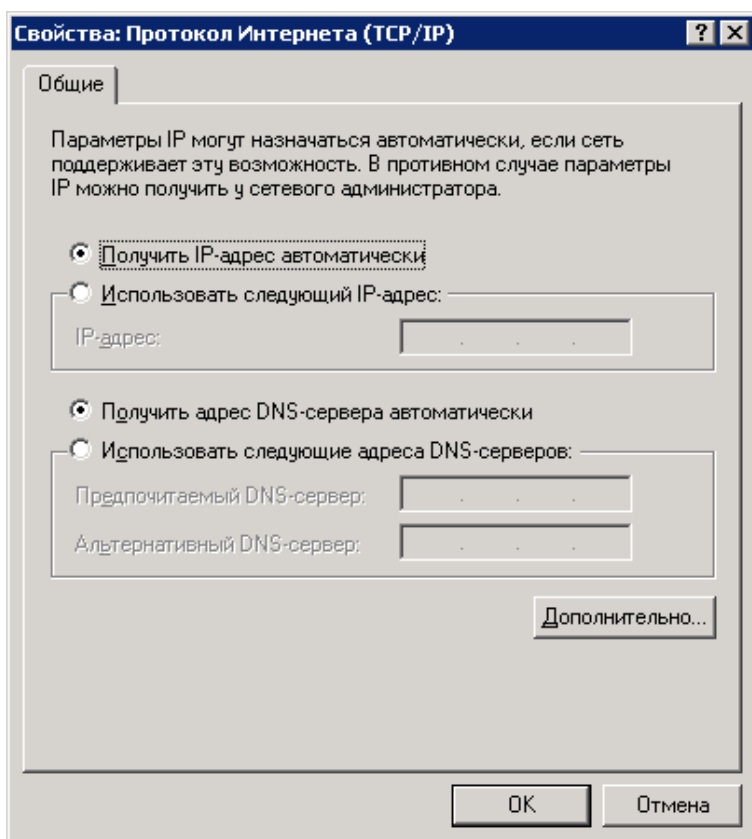 Свойства: Протокол Интернета (TCP/IP)
Общие
Параметры IP могут назначаться автоматически, если сеть
поддерживает эту возможность. В противном случае параметры
IP можно получить у сетевого администратора.
Получить IP-адрес автоматически
Использовать следующий IP-адрес:
IP-адрес:
Получить адрес DNS-сервера автоматически
Использовать следующие адреса DNS-серверов:
Предпочитаемый DNS-сервер:
Альтернативный DNS-сервер:
Дополнительно...
OK
Отмена